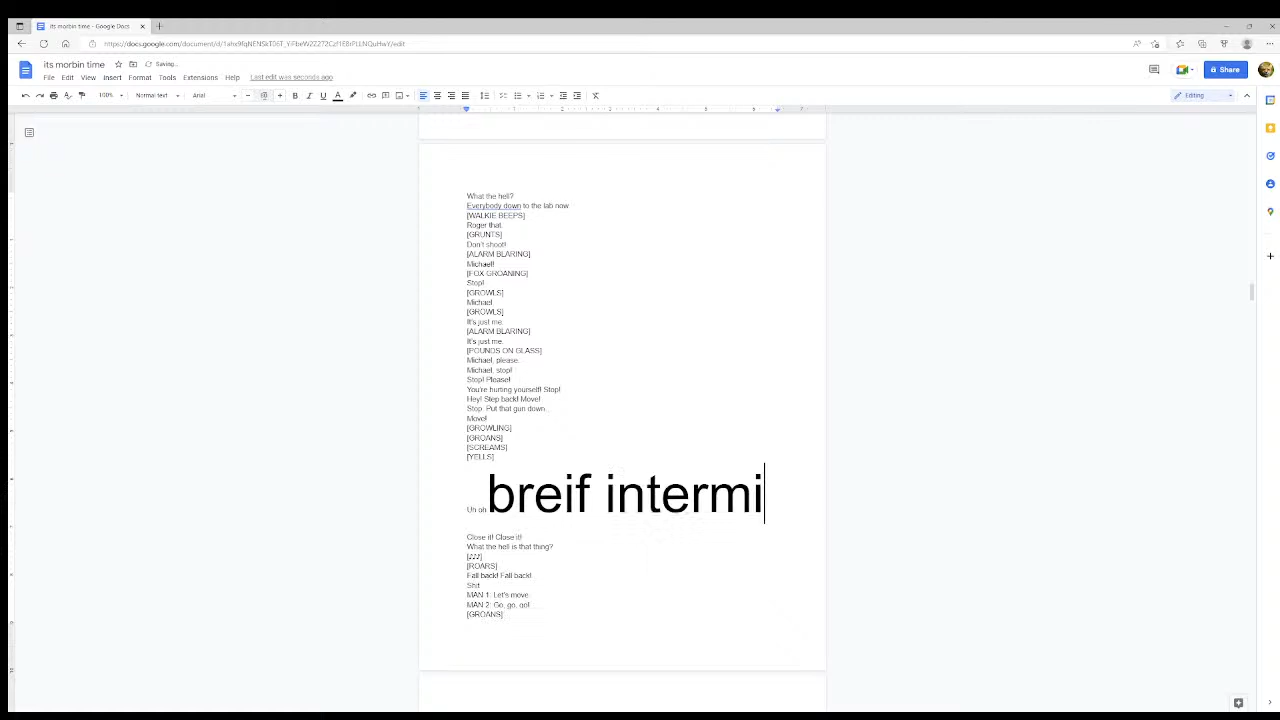 its morbin time - Google Docs
https://docs.google.com/document/d/
/edit
its morbin time
Saving...
File Edit View Insert Format Tools Extensions Help Last edit was seconds ago
Share
100% Normal text Arial
Editing
What the hell?
Everybody down to the lab now.
[WALKIE BEEPS]
Roger that.
[GRUNTS]
Don't shoot!
[ALARM BLARING]
Michael!
[FOX GROANING]
Stop!
[GROWLS]
Michael
[GROWLS]
It's just me.
[ALARM BLARING]
It's just me.
[POUNDS ON GLASS]
Michael, please.
Michael, stop!
Stop! Please!
You're hurting yourself! Stop!
Hey! Step back! Move!
Stop. Put that gun down.
Move!
[GROWLING]
[GROANS]
[SCREAMS]
[YELLS]
Uh oh breif intermi
Close it! Close it!
What the hell is that thing?
[♪♪♪]
[ROARS]
Fall back! Fall back!
Shit
MAN 1: Let's move.
MAN 2: Go, go, go!
[GROANS]